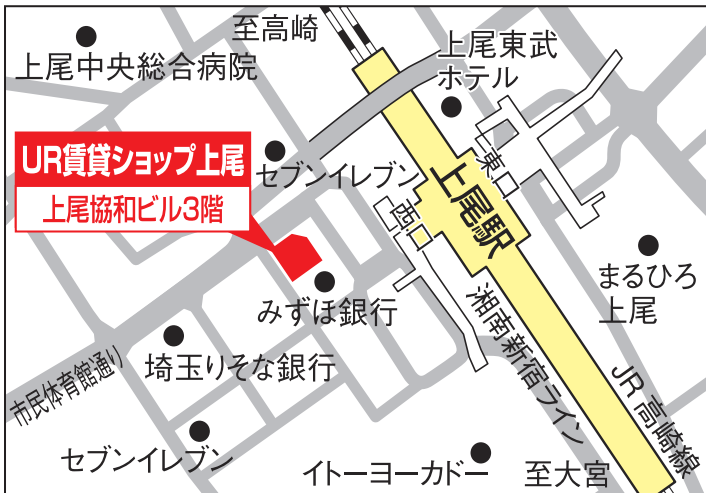 至高崎
上尾東武
ホテル
上尾中央総合病院
UR賃貸ショップ上尾
上尾協和ビル3階
セブンイレブン
東口
上尾駅
西口
まるひろ
上尾
みずほ銀行
湘南新宿ライン
JR高崎線
埼玉りそな銀行
市民体育館通り
セブンイレブン
イトーヨーカドー
至大宮